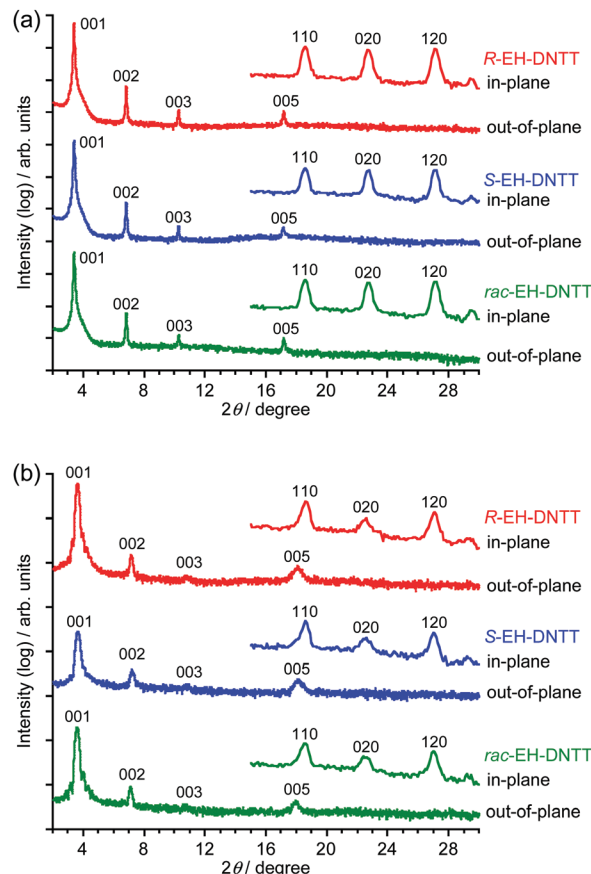 (a)
Intensity (log) / arb. units
001
002
003
005
110
020
120
R-EH-DNTT
in-plane
out-of-plane
001
002
003
005
110
020
120
S-EH-DNTT
in-plane
out-of-plane
001
002
003
005
110
020
120
rac-EH-DNTT
in-plane
out-of-plane
4 8 12 16 20 24 28
2θ / degree
(b)
Intensity (log) / arb. units
001
002
003
005
110
020
120
R-EH-DNTT
in-plane
out-of-plane
001
002
003
005
110
020
120
S-EH-DNTT
in-plane
out-of-plane
001
002
003
005
110
020
120
rac-EH-DNTT
in-plane
out-of-plane
4 8 12 16 20 24 28
2θ / degree